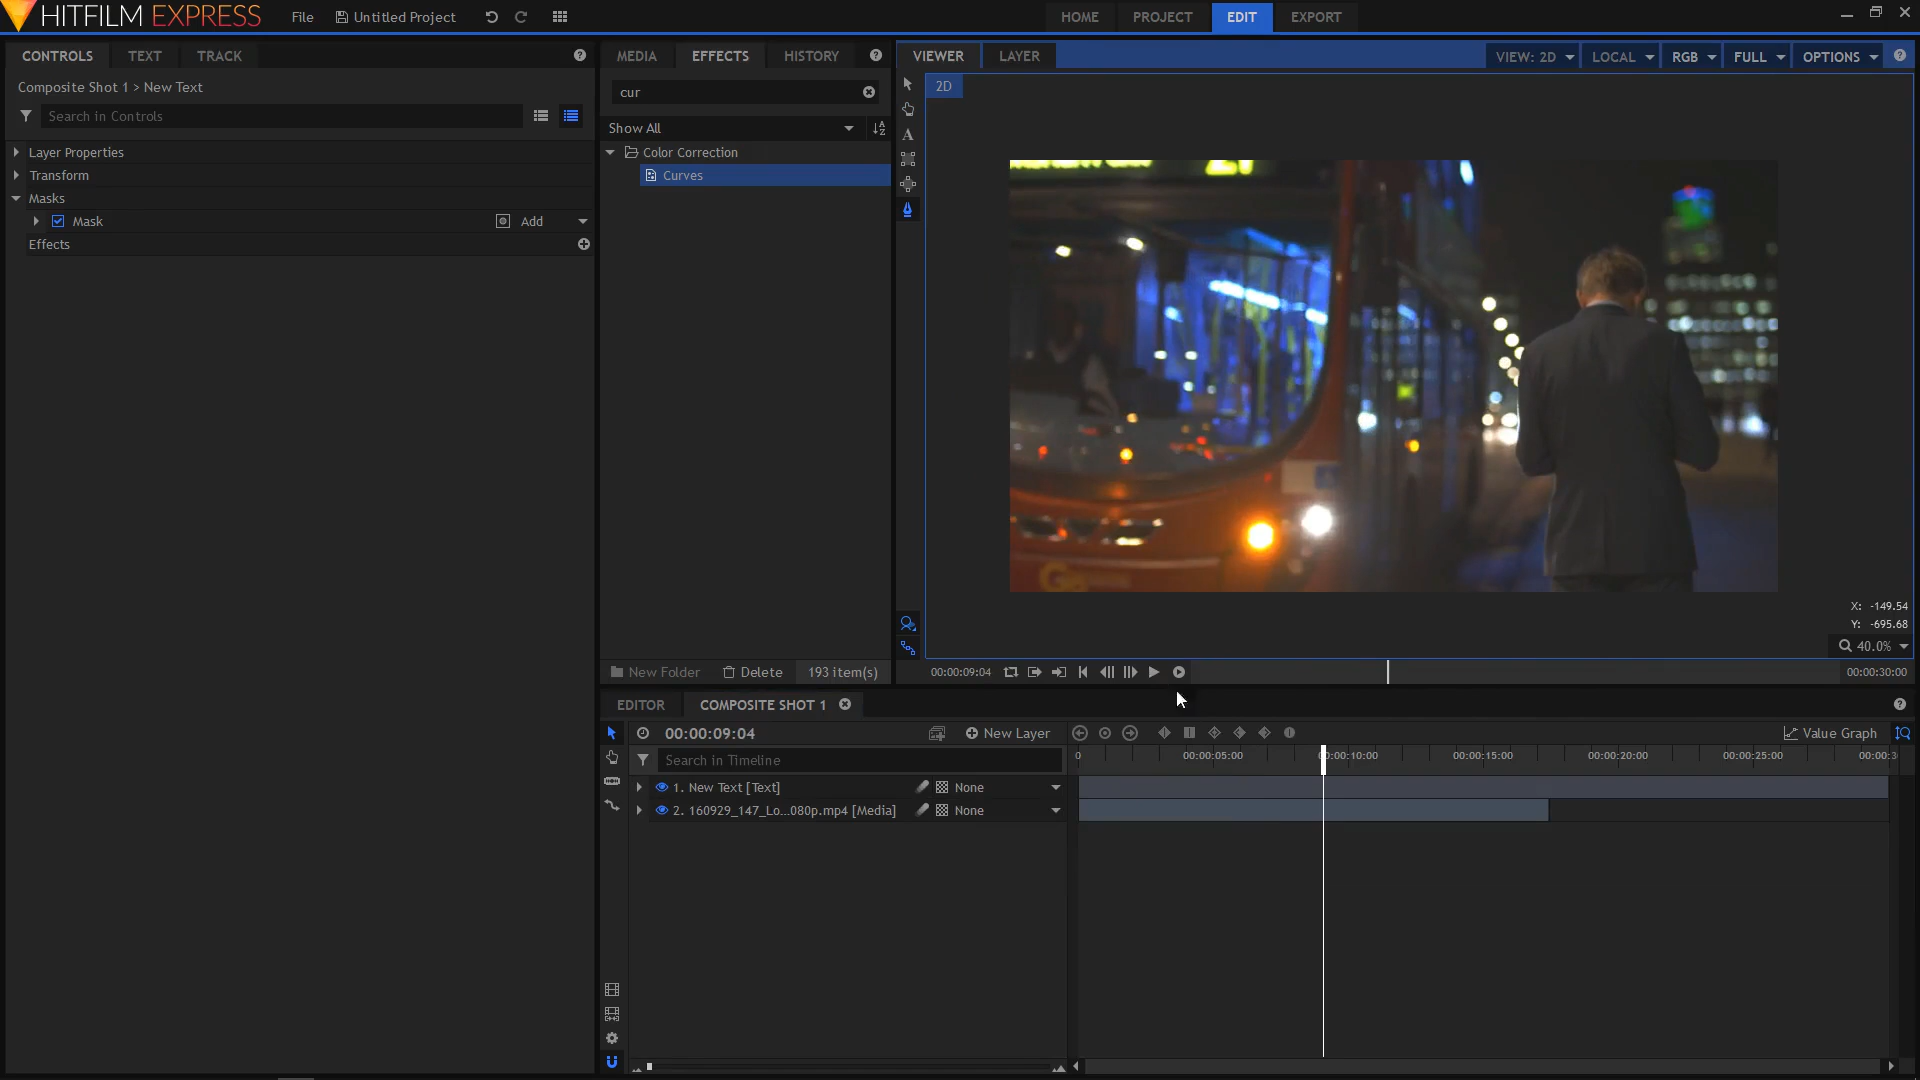 HITFILM EXPRESS
File
Untitled Project
HOME
PROJECT
EDIT
EXPORT
CONTROLS
TEXT
TRACK
Composite Shot 1 > New Text
Search in Controls
Layer Properties
Transform
Masks
Mask
Add
Effects
MEDIA
EFFECTS
HISTORY
cur
Show All
Color Correction
Curves
New Folder
Delete
193 item(s)
VIEWER
LAYER
VIEW: 2D
LOCAL
RGB
FULL
OPTIONS
2D
X: -149.54
Y: -695.68
40.0%
00:00:09:04
00:00:30:00
EDITOR
COMPOSITE SHOT 1
00:00:09:04
New Layer
Value Graph
Search in Timeline
0
00:00:05:00
00:00:10:00
00:00:15:00
00:00:20:00
00:00:25:00
00:00:3
1. New Text [Text]
None
2. 160929_147_Lo...080p.mp4 [Media]
None